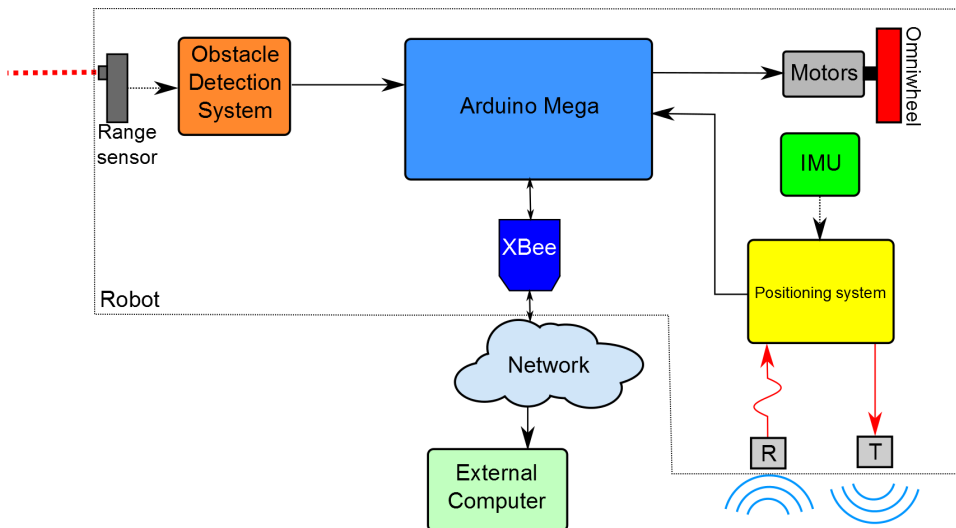 Obstacle
Detection
System
Range
sensor
Arduino Mega
Motors
Omniwheel
IMU
XBee
Positioning system
Robot
Network
R
T
External
Computer